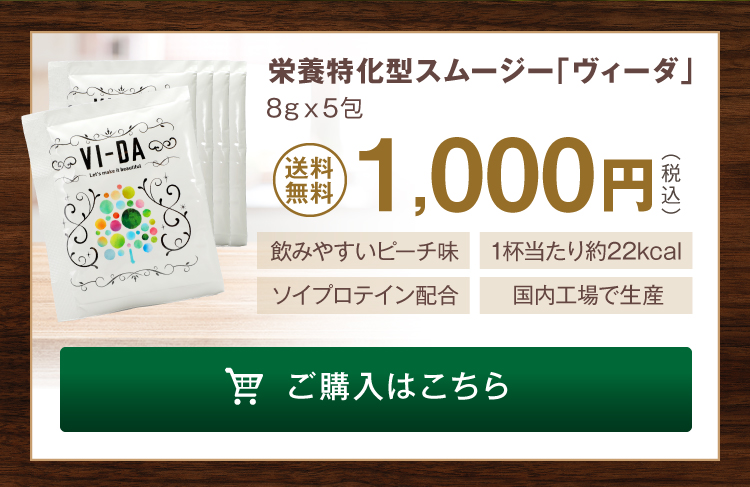 栄養特化型スムージー「ヴィーダ」
8g x 5包
送料
無料
1,000円
(税込)
飲みやすいピーチ味
1杯当たり約22kcal
ソイプロテイン配合
国内工場で生産
VI-DA
Let's make it beautiful
ご購入はこちら